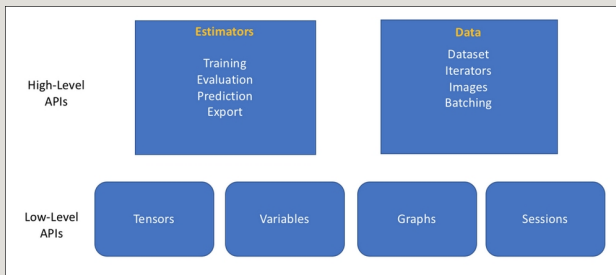 Estimators
Training
Evaluation
Prediction
Export
Data
Dataset
Iterators
Images
Batching
High-Level
APIs
Low-Level
APIs
Tensors
Variables
Graphs
Sessions